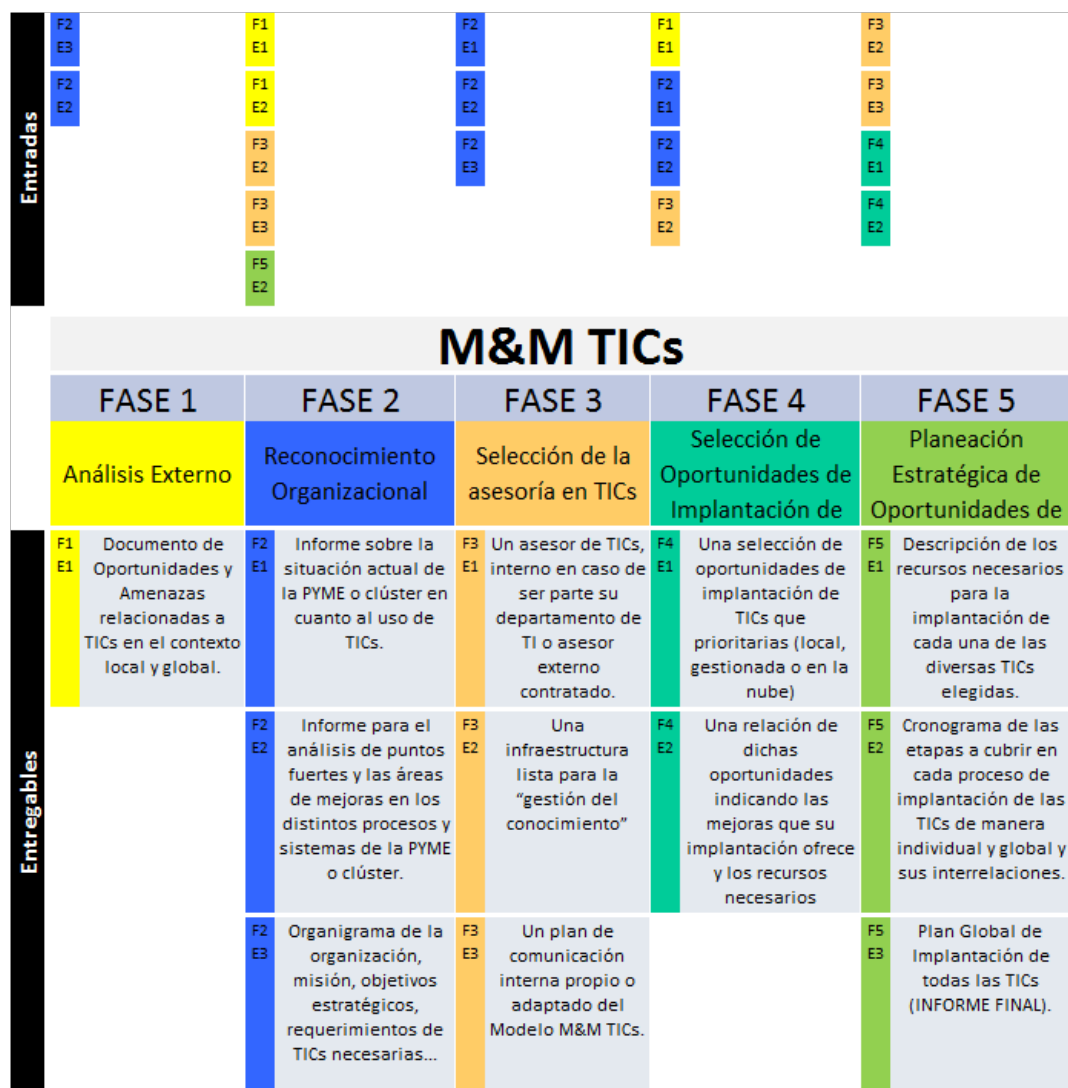 Entradas
F2
E3
F2
E2
F1
E1
F1
E2
F3
E2
F3
E3
F5
E2
F2
E1
F2
E2
F2
E3
F1
E1
F2
E1
F2
E2
F3
E2
F3
E2
F3
E3
F4
E1
F4
E2
M&M TICs
FASE 1
FASE 2
FASE 3
FASE 4
FASE 5
Análisis Externo
Reconocimiento
Organizacional
Selección de la
asesoría en TICs
Selección de
Oportunidades de
Implantación de
Planeación
Estratégica de
Oportunidades de
Entregables
F1
E1
Documento de
Oportunidades y
Amenazas
relacionadas a
TICs en el contexto
local y global.
F2
E1
Informe sobre la
situación actual de
la PYME o clúster en
cuanto al uso de
TICs.
F3
E1
Un asesor de TICs,
interno en caso de
ser parte su
departamento de
TI o asesor
externo
contratado.
F4
E1
Una selección de
oportunidades de
implantación de
TICs que
prioritarias (local,
gestionada o en la
nube)
F5
E1
Descripción de los
recursos necesarios
para la
implantación de
cada una de las
diversas TICs
elegidas.
F2
E2
Informe para el
análisis de puntos
fuertes y las áreas
de mejoras en los
distintos procesos y
sistemas de la PYME
o clúster.
F3
E2
Una
infraestructura
lista para la
“gestión del
conocimiento”
F4
E2
Una relación de
dichas
oportunidades
indicando las
mejoras que su
implantación ofrece
y los recursos
necesarios
F5
E2
Cronograma de las
etapas a cubrir en
cada proceso de
implantación de las
TICs de manera
individual y global y
sus interrelaciones.
F2
E3
Organigrama de la
organización,
misión, objetivos
estratégicos,
requerimientos de
TICs necesarias...
F3
E3
Un plan de
comunicación
interna propio o
adaptado del
Modelo M&M TICs.
F5
E3
Plan Global de
Implantación de
todas las TICs
(INFORME FINAL).